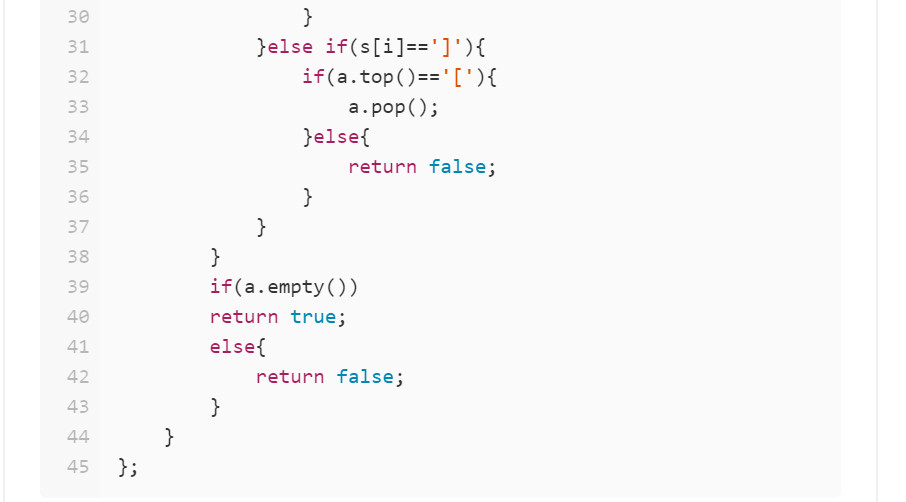 30                 }
31             }else if(s[i]==']'){
32                 if(a.top()=='['){
33                     a.pop();
34                 }else{
35                     return false;
36                 }
37             }
38         }
39         if(a.empty())
40         return true;
41         else{
42             return false;
43         }
44     }
45 };